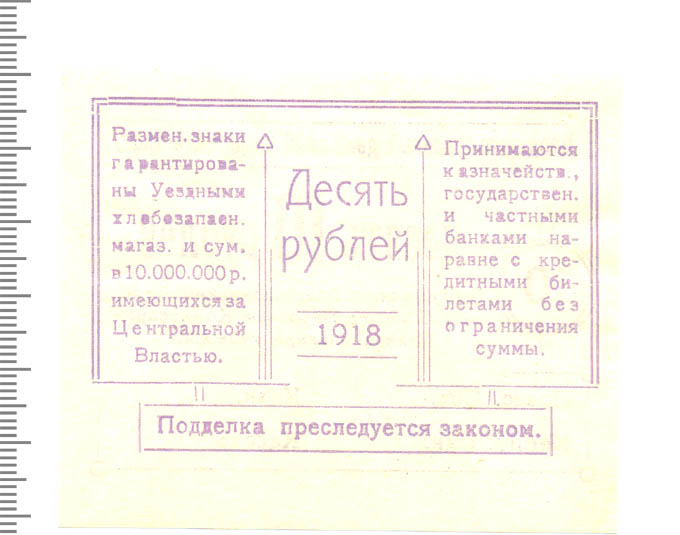 Размен. знаки
гарантирова-
ны Уездными
хлебозапасн.
магаз. и сум.
в 10.000.000 р.
имеющихся за
Центральной
Властью.
Десять
рублей
1918
Принимаются
казначейств.,
государствен.
и частными
банками на-
равне с кре-
дитными би-
летами без
ограничения
суммы.
Подделка преследуется законом.